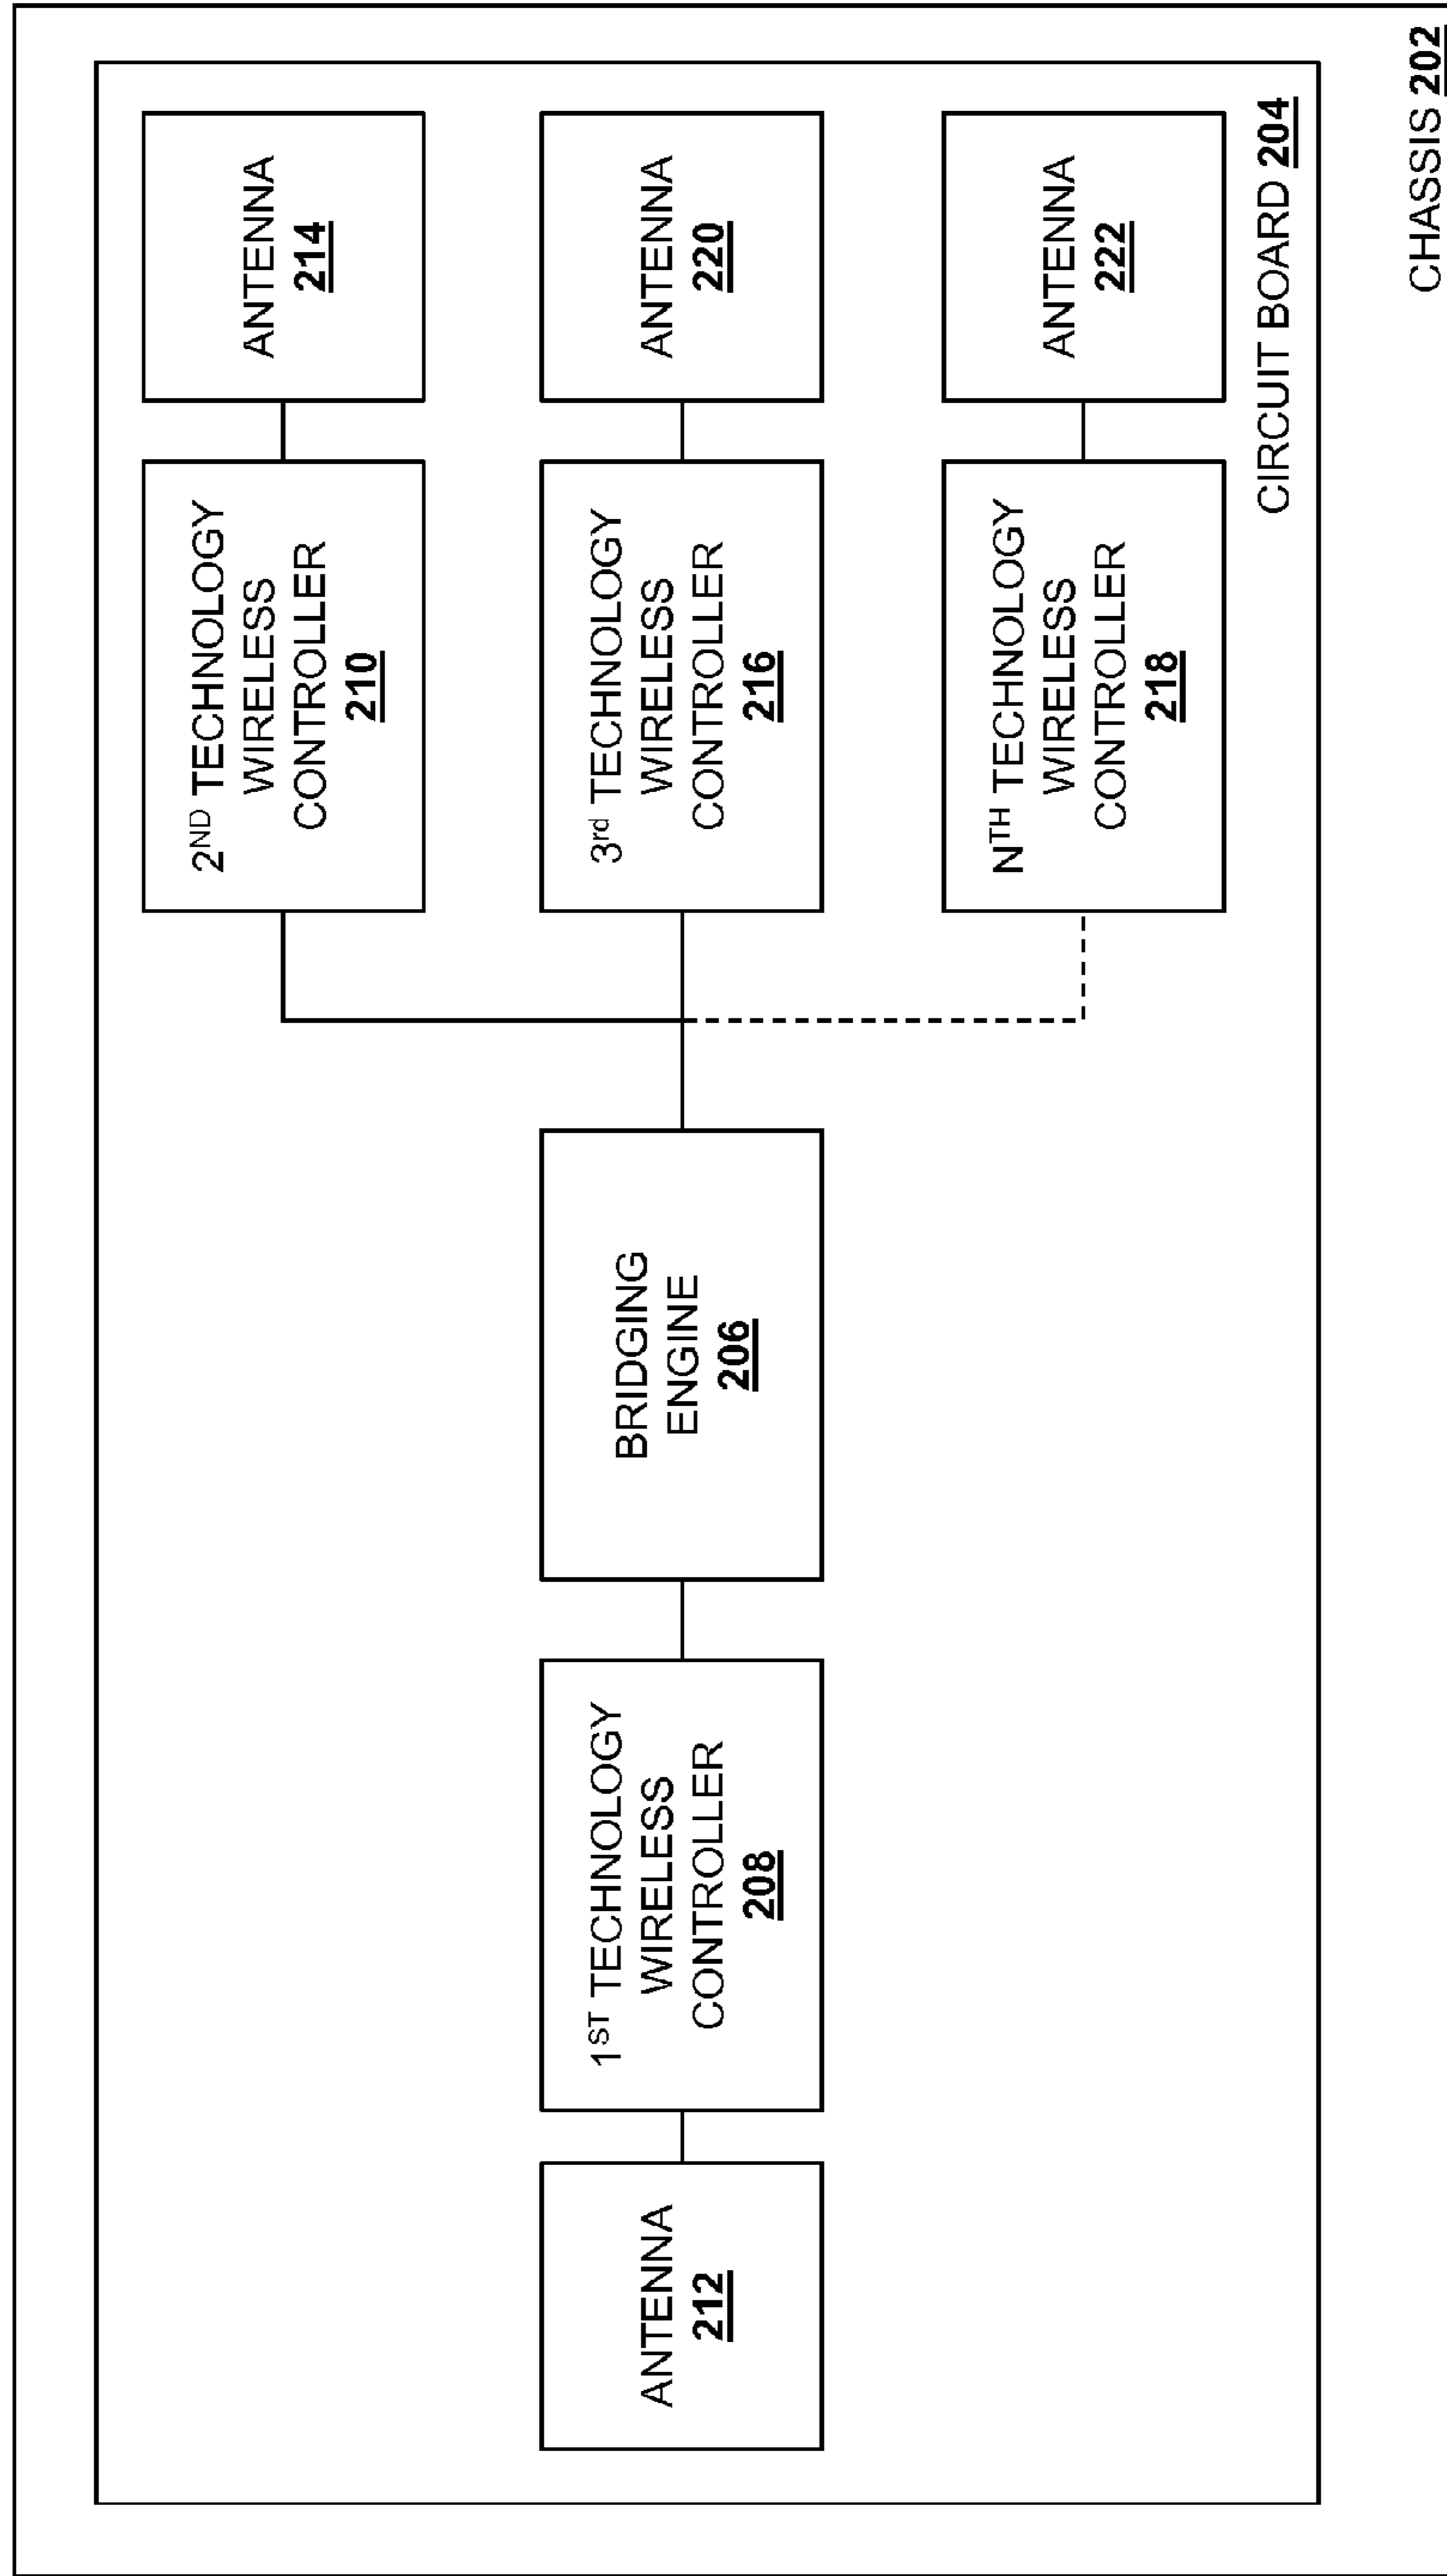 ANTENNA
212
1ST TECHNOLOGY
WIRELESS
CONTROLLER
208
BRIDGING
ENGINE
206
2ND TECHNOLOGY
WIRELESS
CONTROLLER
210
ANTENNA
214
3rd TECHNOLOGY
WIRELESS
CONTROLLER
216
ANTENNA
220
NTH TECHNOLOGY
WIRELESS
CONTROLLER
218
ANTENNA
222
CIRCUIT BOARD 204
CHASSIS 202